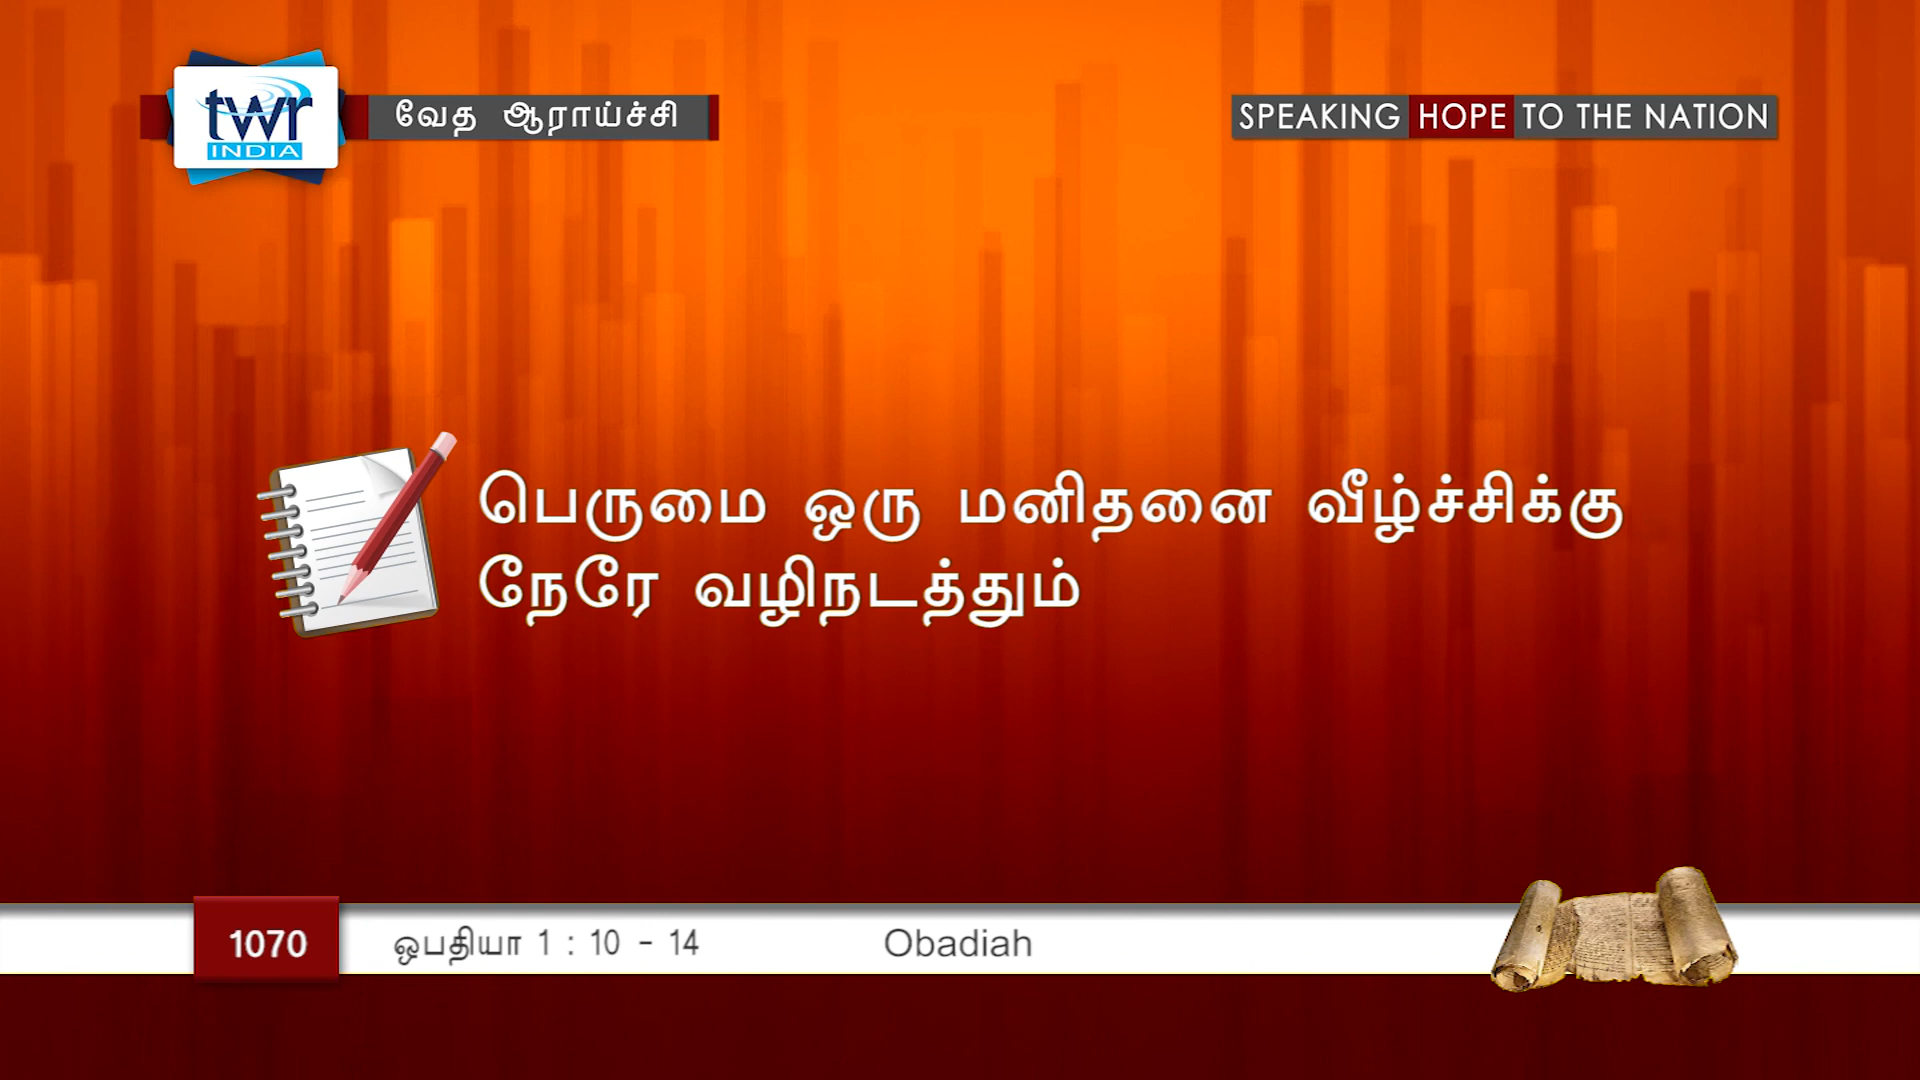 twr
INDIA
வேத ஆராய்ச்சி
SPEAKING HOPE TO THE NATION
பெருமை ஒரு மனிதனை வீழ்ச்சிக்கு
நேரே வழிநடத்தும்
1070
ஒபதியா 1 : 10 - 14
Obadiah